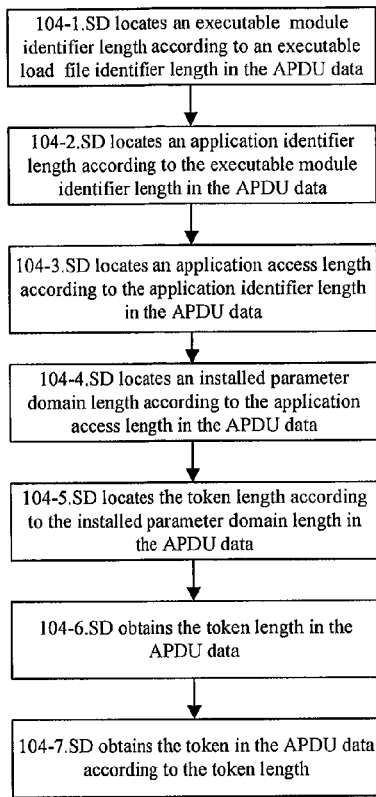 104-1.SD locates an executable module
identifier length according to an executable
load file identifier length in the APDU data
104-2.SD locates an application identifier
length according to the executable module
identifier length in the APDU data
104-3.SD locates an application access length
according to the application identifier length
in the APDU data
104-4.SD locates an installed parameter
domain length according to the application
access length in the APDU data
104-5.SD locates the token length according
to the installed parameter domain length in
the APDU data
104-6.SD obtains the token length in the
APDU data
104-7.SD obtains the token in the APDU data
according to the token length